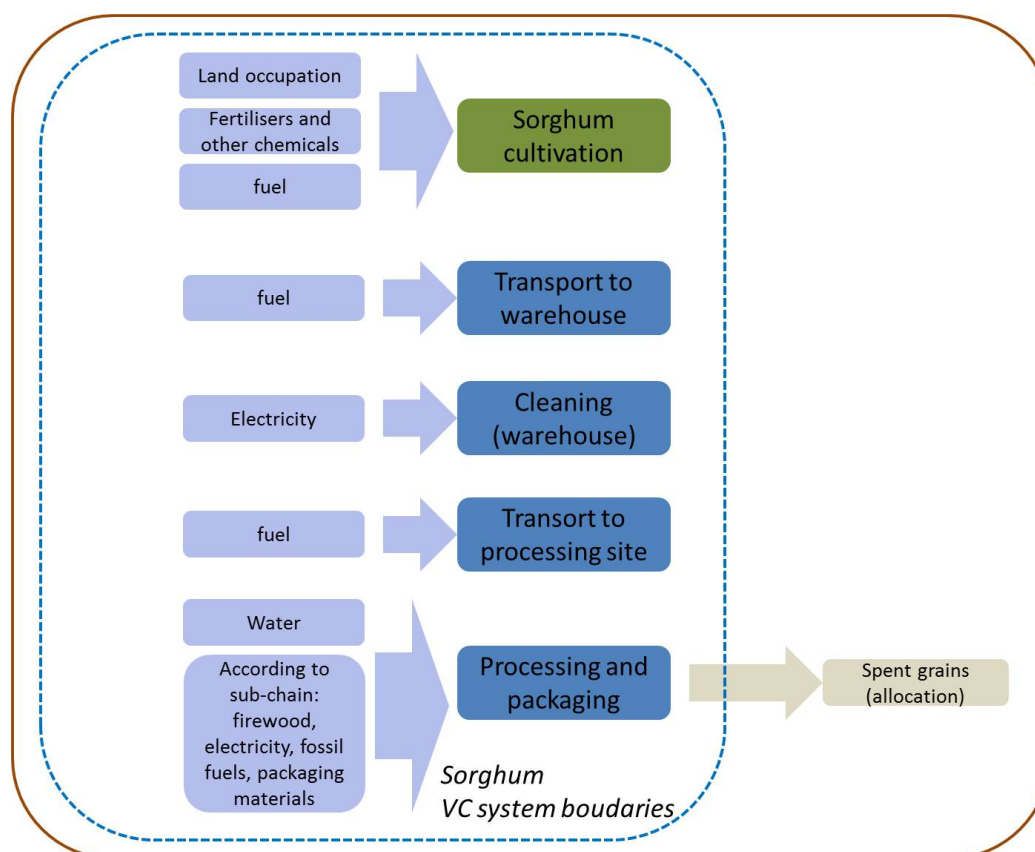 Land occupation
Fertilisers and
other chemicals
fuel
Sorghum
cultivation
fuel
Transport to
warehouse
Electricity
Cleaning
(warehouse)
fuel
Transort to
processing site
Water
According to
sub-chain:
firewood,
electricity, fossil
fuels, packaging
materials
Processing and
packaging
Spent grains
(allocation)
Sorghum
VC system boudaries